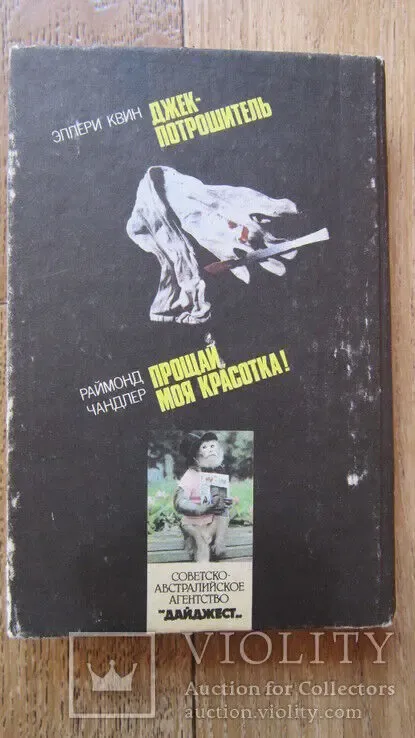 ЭЛЛЕРИ КВИН ДЖЕК-
ПОТРОШИТЕЛЬ
РАЙМОНД
ЧАНДЛЕР
ПРОЩАЙ,
МОЯ КРАСОТКА!
СОВЕТСКО-
АВСТРАЛИЙСКОЕ
АГЕНТСТВО
"ДАЙДЖЕСТ"
VIOLITY
Auction for Collectors
auction.violity.com